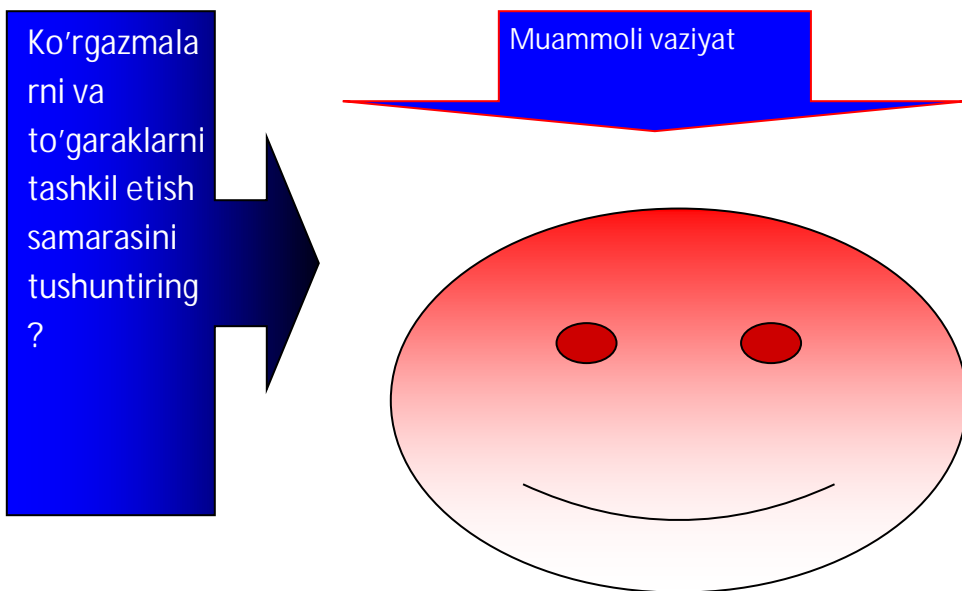 Ko’rgazmala
rni va
to’garaklarni
tashkil etish
samarasini
tushuntiring
?
Muammoli vaziyat